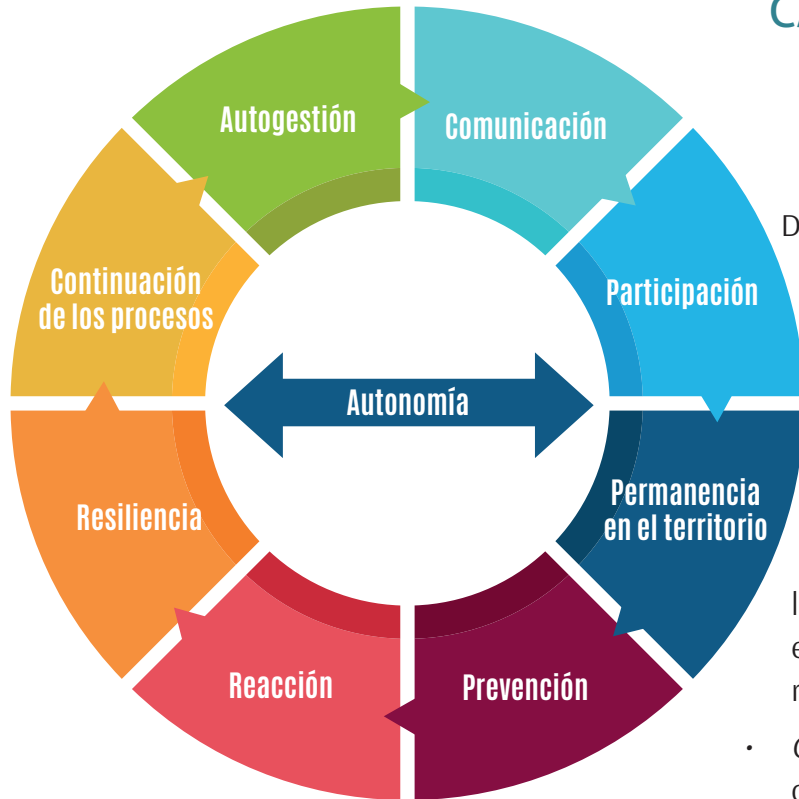 Autogestión
Comunicación
Participación
Permanencia
en el territorio
Prevención
Reacción
Resiliencia
Continuación
de los procesos
Autonomía